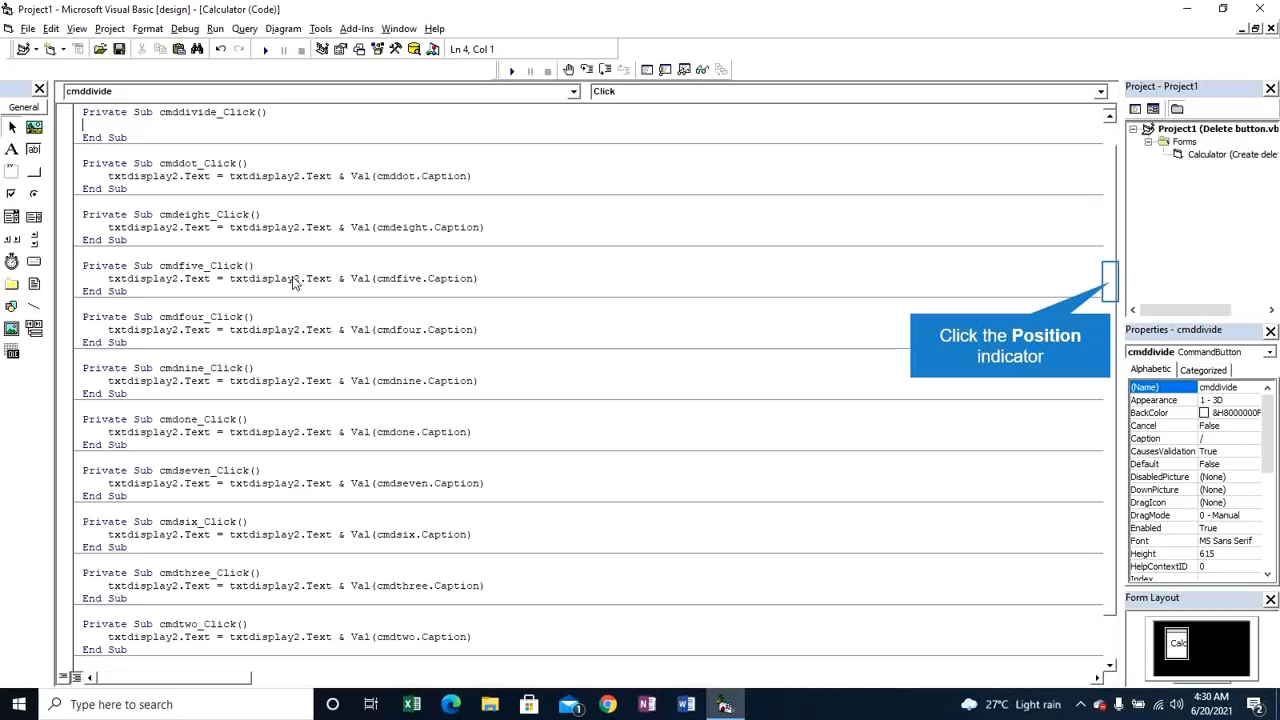 Project1 - Microsoft Visual Basic [design] - [Calculator (Code)]
File Edit View Project Format Debug Run Query Diagram Tools Add-Ins Window Help
Ln 4, Col 1
cmddivide
Click
General
Private Sub cmddivide_Click()
End Sub
Private Sub cmddot_Click()
txtdisplay2.Text = txtdisplay2.Text & Val(cmddot.Caption)
End Sub
Private Sub cmdeight_Click()
txtdisplay2.Text = txtdisplay2.Text & Val(cmdeight.Caption)
End Sub
Private Sub cmdfive_Click()
txtdisplay2.Text = txtdisplay2.Text & Val(cmdfive.Caption)
End Sub
Private Sub cmdfour_Click()
txtdisplay2.Text = txtdisplay2.Text & Val(cmdfour.Caption)
End Sub
Private Sub cmdnine_Click()
txtdisplay2.Text = txtdisplay2.Text & Val(cmdnine.Caption)
End Sub
Private Sub cmdone_Click()
txtdisplay2.Text = txtdisplay2.Text & Val(cmdone.Caption)
End Sub
Private Sub cmdseven_Click()
txtdisplay2.Text = txtdisplay2.Text & Val(cmdseven.Caption)
End Sub
Private Sub cmdsix_Click()
txtdisplay2.Text = txtdisplay2.Text & Val(cmdsix.Caption)
End Sub
Private Sub cmdthree_Click()
txtdisplay2.Text = txtdisplay2.Text & Val(cmdthree.Caption)
End Sub
Private Sub cmdtwo_Click()
txtdisplay2.Text = txtdisplay2.Text & Val(cmdtwo.Caption)
End Sub
Click the Position
indicator
Project - Project1
Project1 (Delete button.vb
Forms
Calculator (Create dele
Properties - cmddivide
cmddivide CommandButton
Alphabetic Categorized
(Name) cmddivide
Appearance 1 - 3D
BackColor &H8000000F
Cancel False
Caption /
CausesValidation True
Default False
DisabledPicture (None)
DownPicture (None)
DragIcon (None)
DragMode 0 - Manual
Enabled True
Font MS Sans Serif
Height 615
HelpContextID 0
Index
Form Layout
Calc
Type here to search
27°C Light rain
4:30 AM
6/20/2021